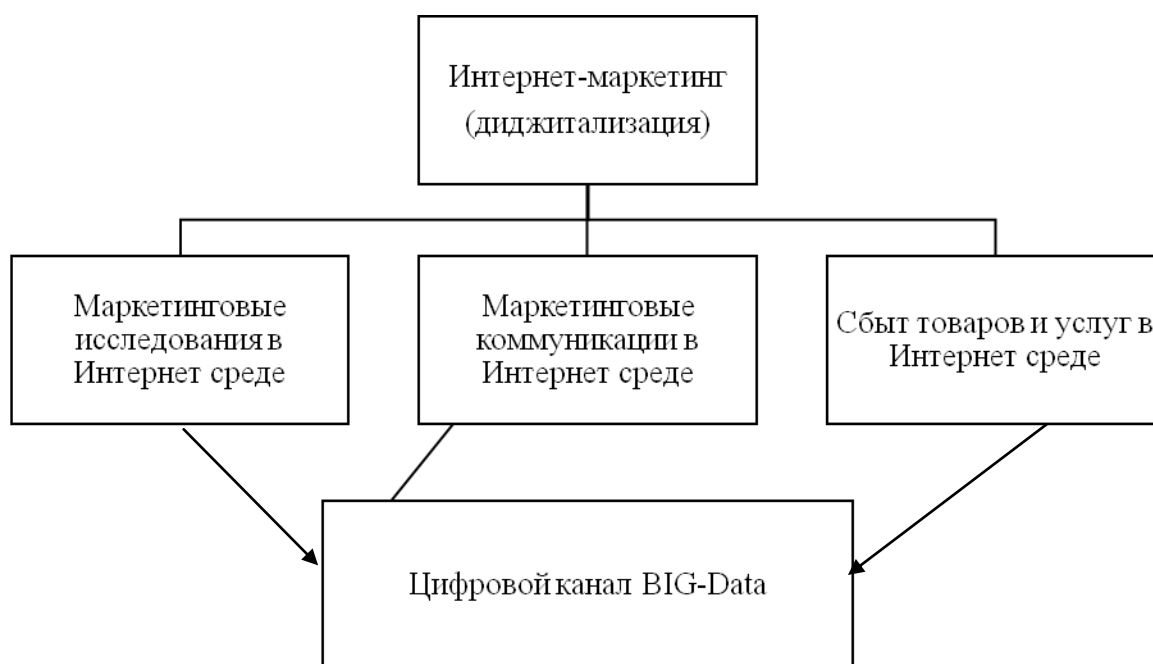 Интернет-маркетинг
(диджитализация)
Маркетинговые
исследования в
Интернет среде
Маркетинговые
коммуникации в
Интернет среде
Сбыт товаров и услуг в
Интернет среде
Цифровой канал BIG-Data